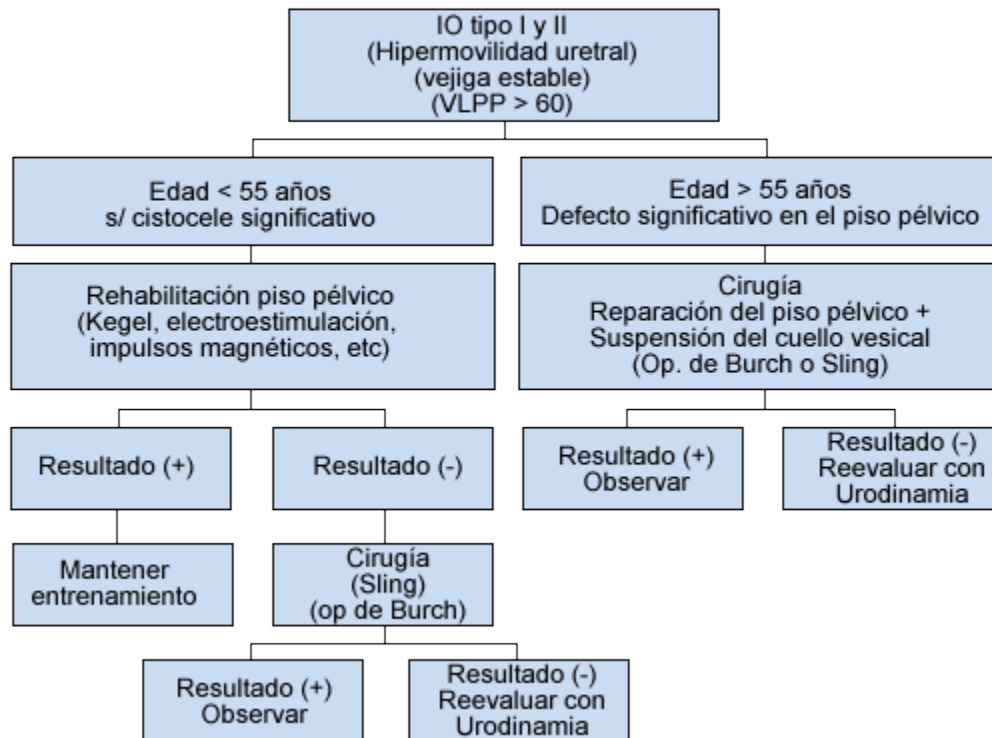 IO tipo I y II
(Hipermovilidad uretral)
(vejiga estable)
(VLPP > 60)
Edad < 55 años
s/ cistocele significativo
Edad > 55 años
Defecto significativo en el piso pélvico
Rehabilitación piso pélvico
(Kegel, electroestimulación,
impulsos magnéticos, etc)
Cirugía
Reparación del piso pélvico +
Suspensión del cuello vesical
(Op. de Burch o Sling)
Resultado (+)
Resultado (-)
Resultado (+)
Observar
Resultado (-)
Reevaluar con
Urodinamia
Mantener
entrenamiento
Cirugía
(Sling)
(op de Burch)
Resultado (+)
Observar
Resultado (-)
Reevaluar con
Urodinamia